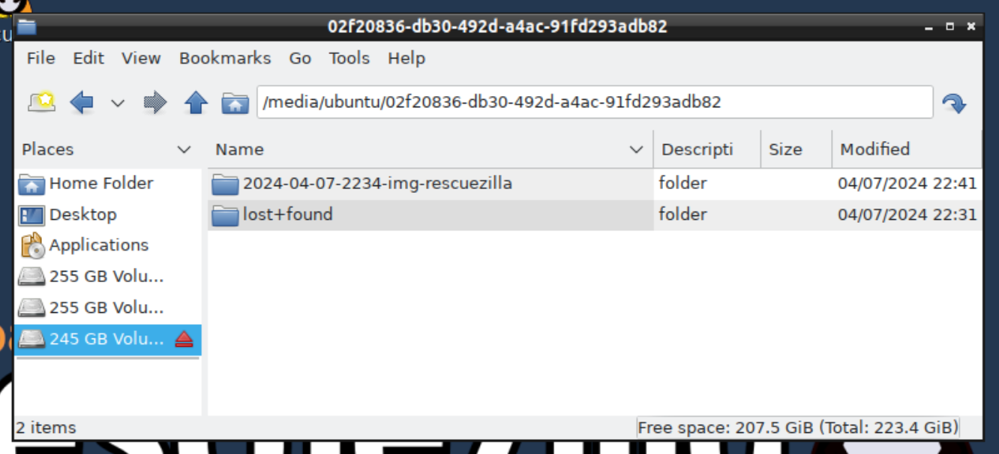 02f20836-db30-492d-a4ac-91fd293adb82
File Edit View Bookmarks Go Tools Help
/media/ubuntu/02f20836-db30-492d-a4ac-91fd293adb82
Places Name Descripti Size Modified
Home Folder 2024-04-07-2234-img-rescuezilla folder 04/07/2024 22:41
Desktop lost+found folder 04/07/2024 22:31
Applications
255 GB Volu...
255 GB Volu...
245 GB Volu...
2 items Free space: 207.5 GiB (Total: 223.4 GiB)